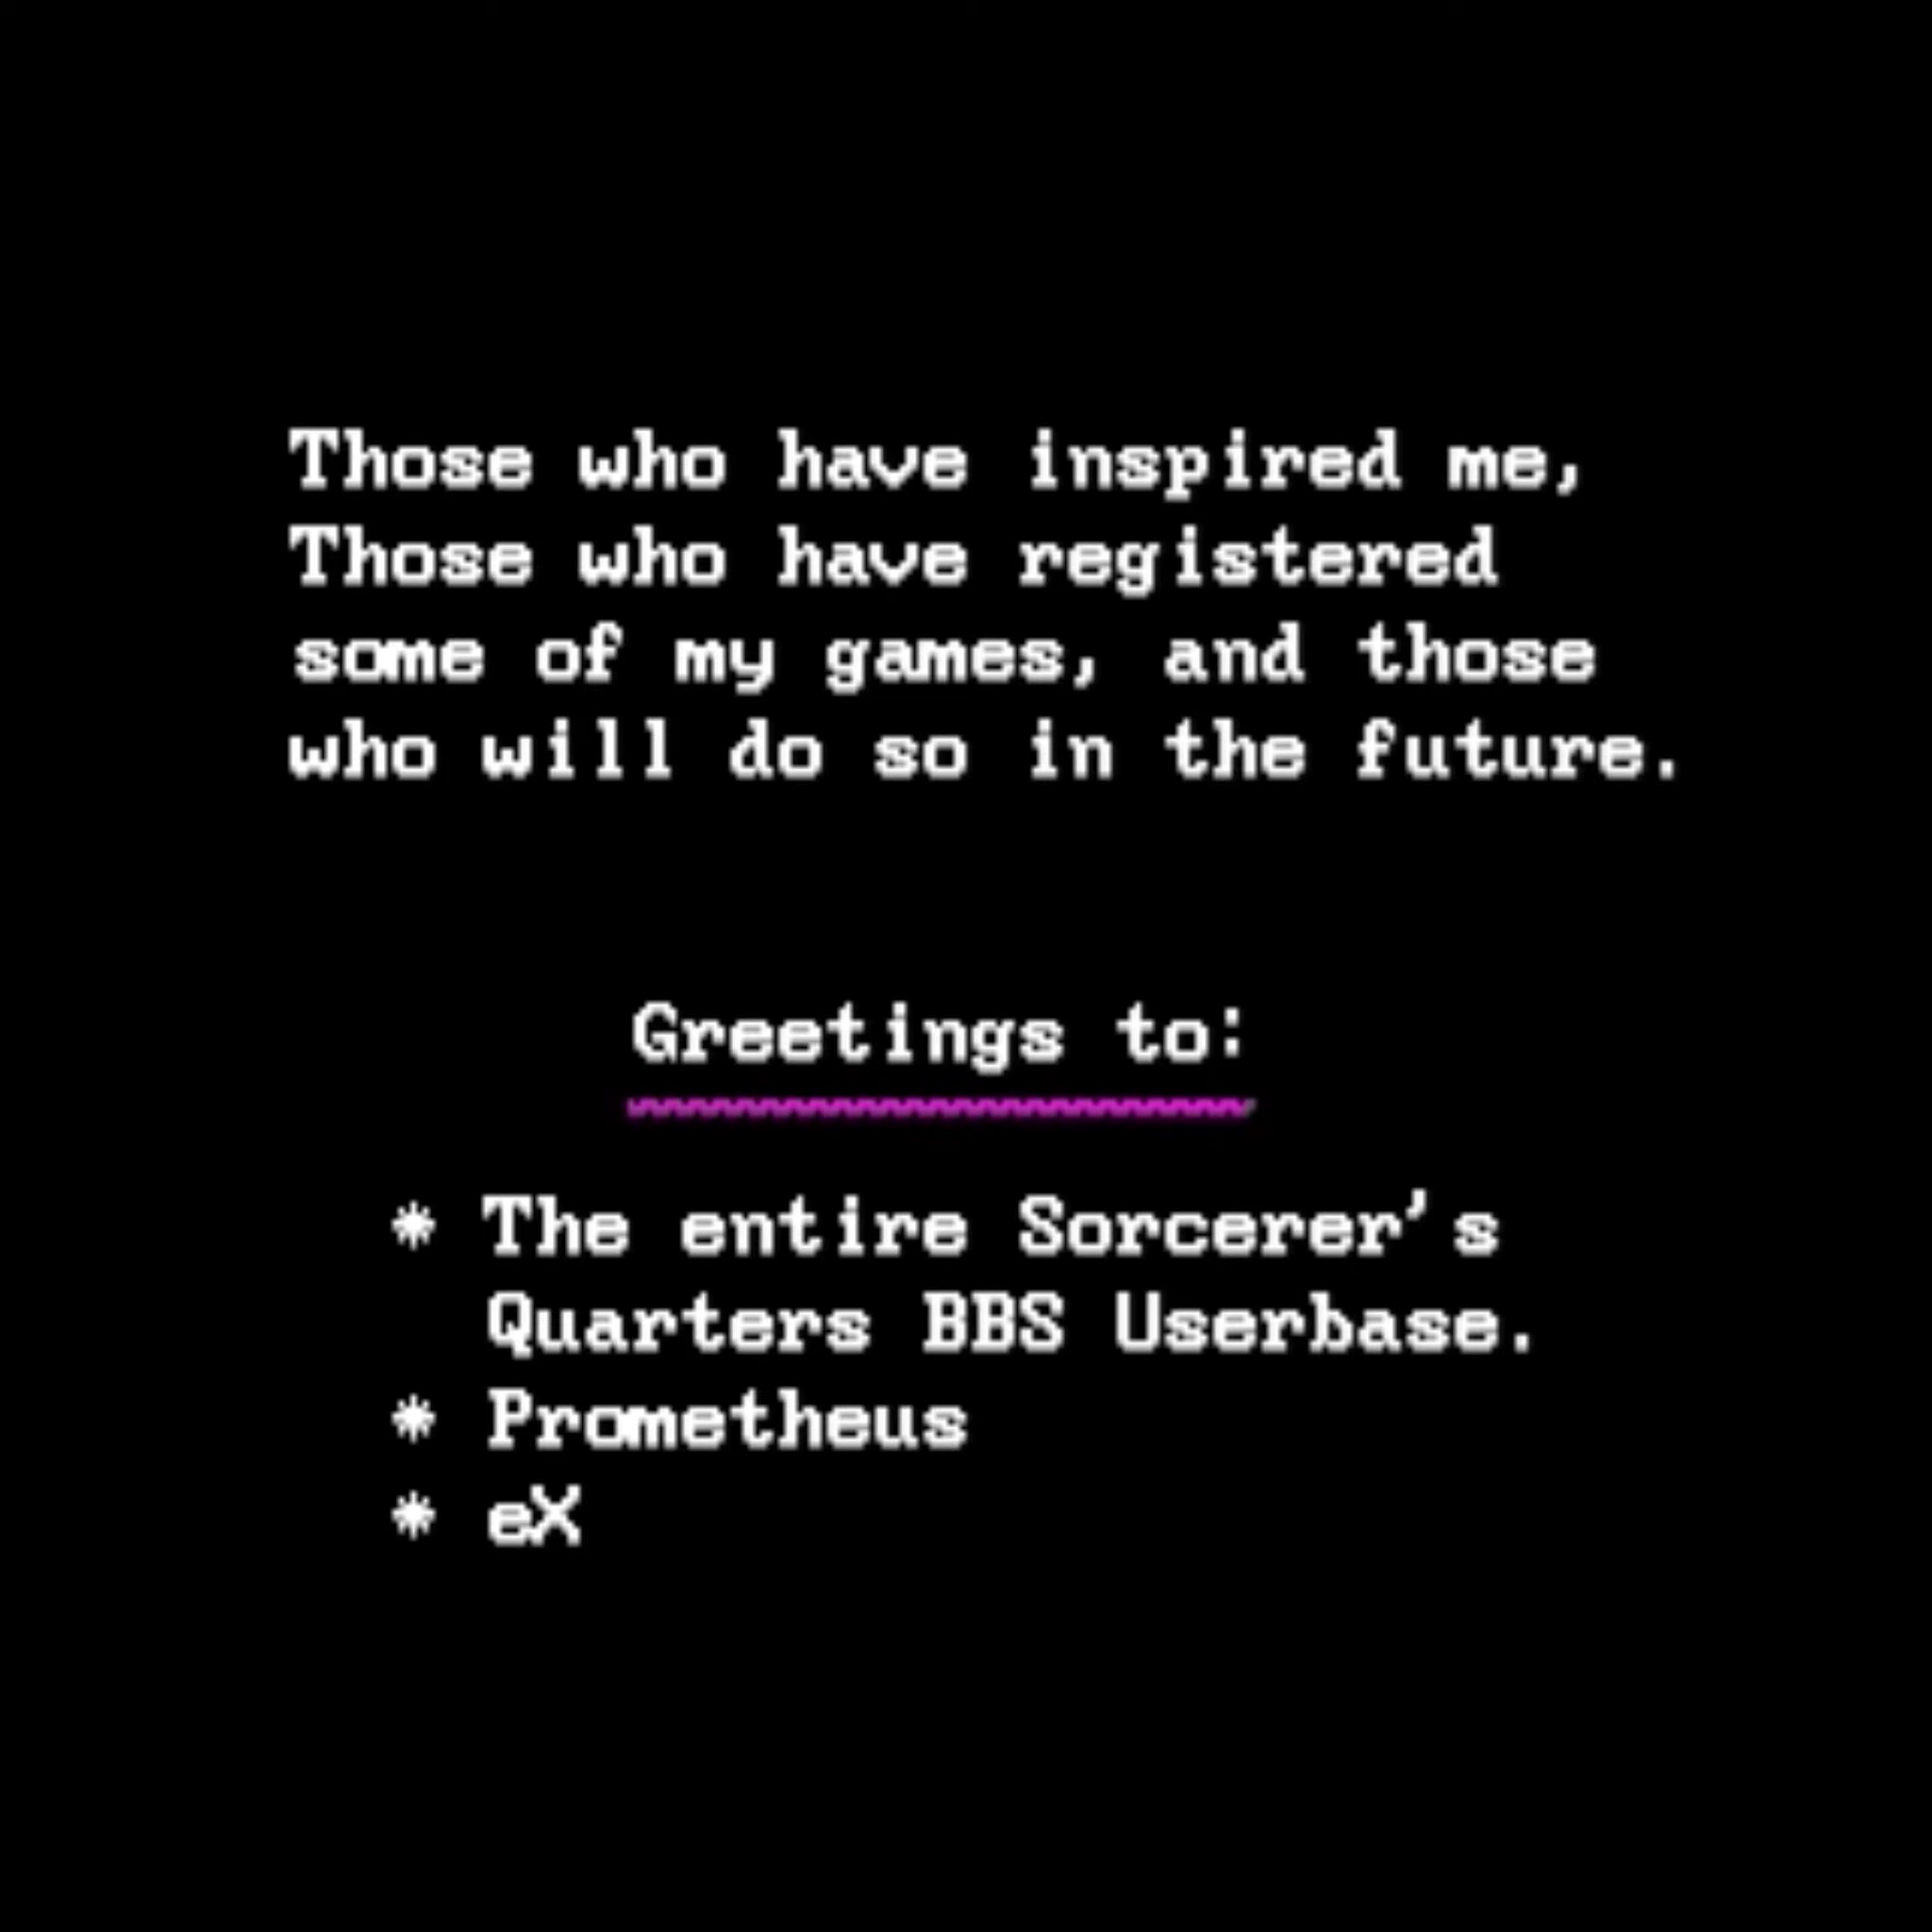 Those who have inspired me,
Those who have registered
some of my games, and those
who will do so in the future.
Greetings to:
* The entire Sorcerer's
Quarters BBS Userbase.
* Prometheus
* eX